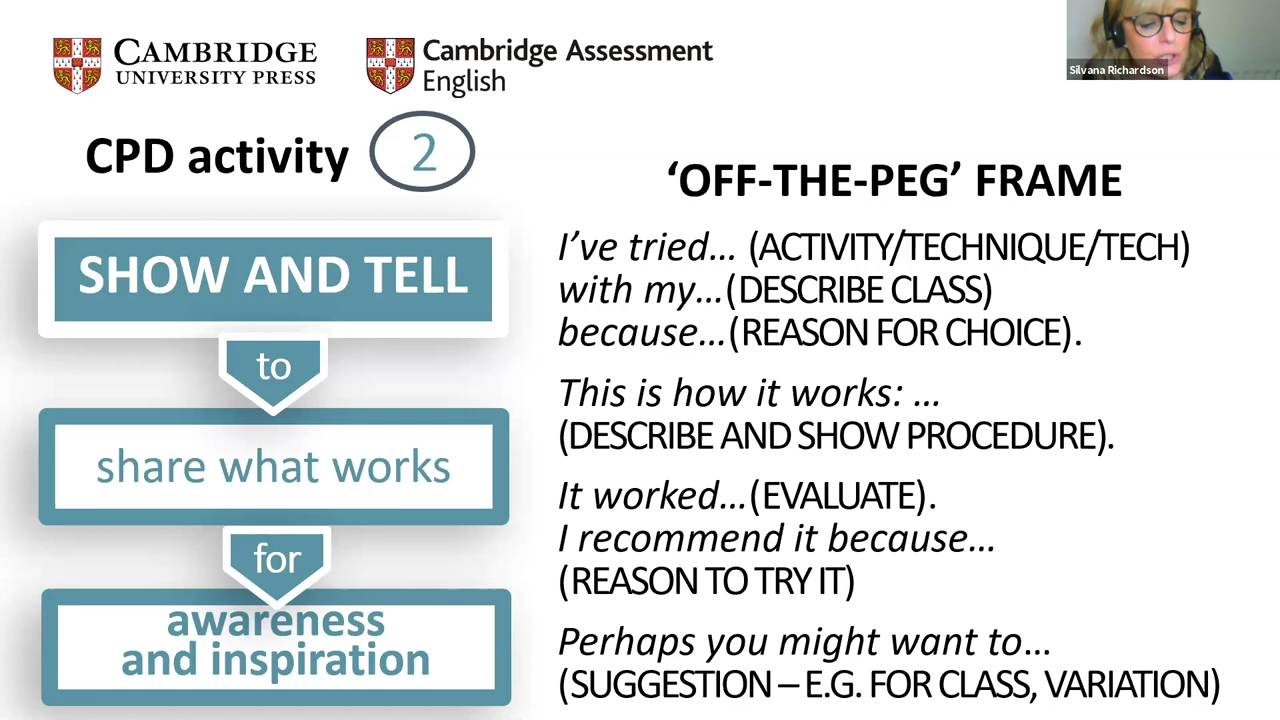 CAMBRIDGE
UNIVERSITY PRESS
Cambridge Assessment
English
Silvana Richardson
CPD activity 2
SHOW AND TELL
to
share what works
for
awareness
and inspiration
‘OFF-THE-PEG’ FRAME
I’ve tried… (ACTIVITY/TECHNIQUE/TECH)
with my…(DESCRIBE CLASS)
because…(REASON FOR CHOICE).
This is how it works: …
(DESCRIBE AND SHOW PROCEDURE).
It worked…(EVALUATE).
I recommend it because…
(REASON TO TRY IT)
Perhaps you might want to…
(SUGGESTION – E.G. FOR CLASS, VARIATION)